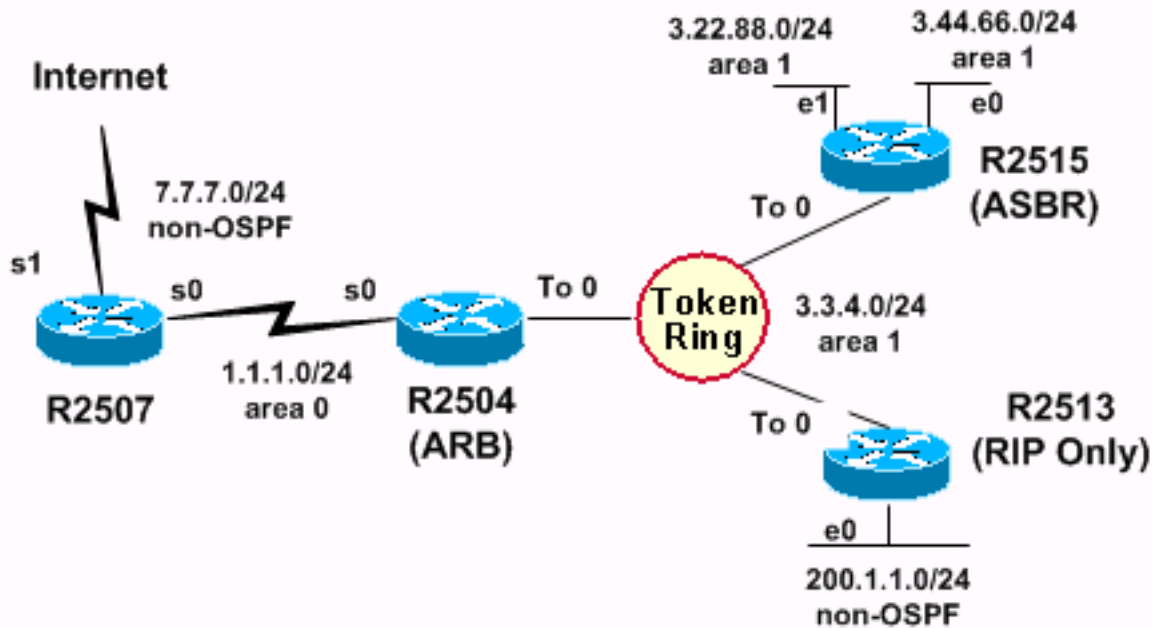 Internet
7.7.7.0/24
non-OSPF
s1
s0
R2507
1.1.1.0/24
area 0
s0
R2504
(ARB)
To 0
Token
Ring
3.3.4.0/24
area 1
3.22.88.0/24
area 1
e1
3.44.66.0/24
area 1
e0
R2515
(ASBR)
To 0
To 0
R2513
(RIP Only)
e0
200.1.1.0/24
non-OSPF